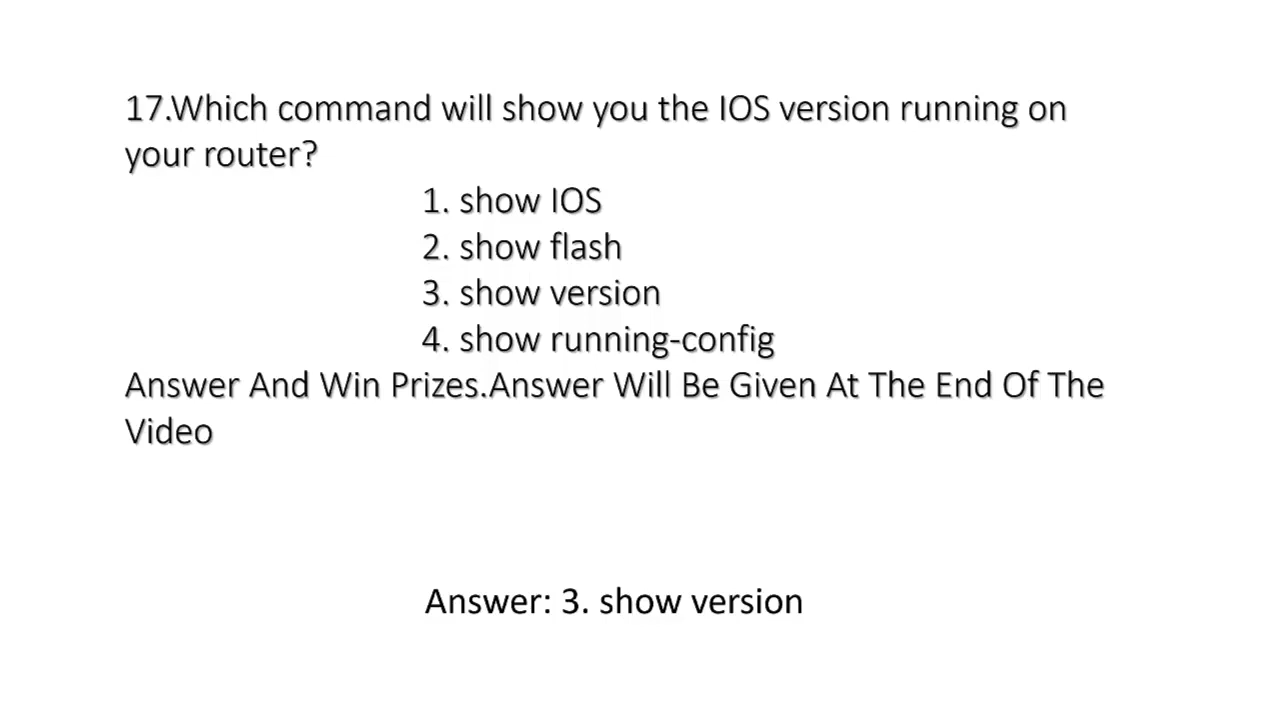 17.Which command will show you the IOS version running on
your router?
1. show IOS
2. show flash
3. show version
4. show running-config
Answer And Win Prizes.Answer Will Be Given At The End Of The
Video
Answer: 3. show version